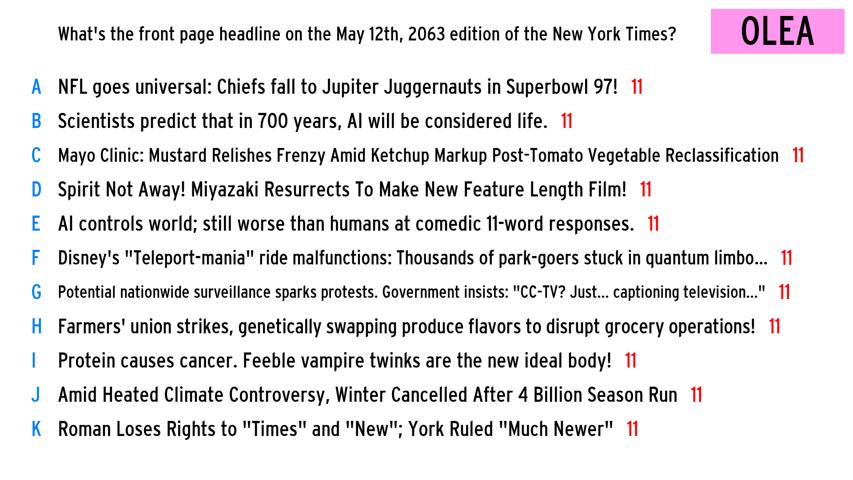 What's the front page headline on the May 12th, 2063 edition of the New York Times?
OLEA
A NFL goes universal: Chiefs fall to Jupiter Juggernauts in Superbowl 97! 11
B Scientists predict that in 700 years, AI will be considered life. 11
C Mayo Clinic: Mustard Relishes Frenzy Amid Ketchup Markup Post-Tomato Vegetable Reclassification 11
D Spirit Not Away! Miyazaki Resurrects To Make New Feature Length Film! 11
E AI controls world; still worse than humans at comedic 11-word responses. 11
F Disney's "Teleport-mania" ride malfunctions: Thousands of park-goers stuck in quantum limbo... 11
G Potential nationwide surveillance sparks protests. Government insists: "CC-TV? Just... captioning television..." 11
H Farmers' union strikes, genetically swapping produce flavors to disrupt grocery operations! 11
I Protein causes cancer. Feeble vampire twinks are the new ideal body! 11
J Amid Heated Climate Controversy, Winter Cancelled After 4 Billion Season Run 11
K Roman Loses Rights to "Times" and "New"; York Ruled "Much Newer" 11